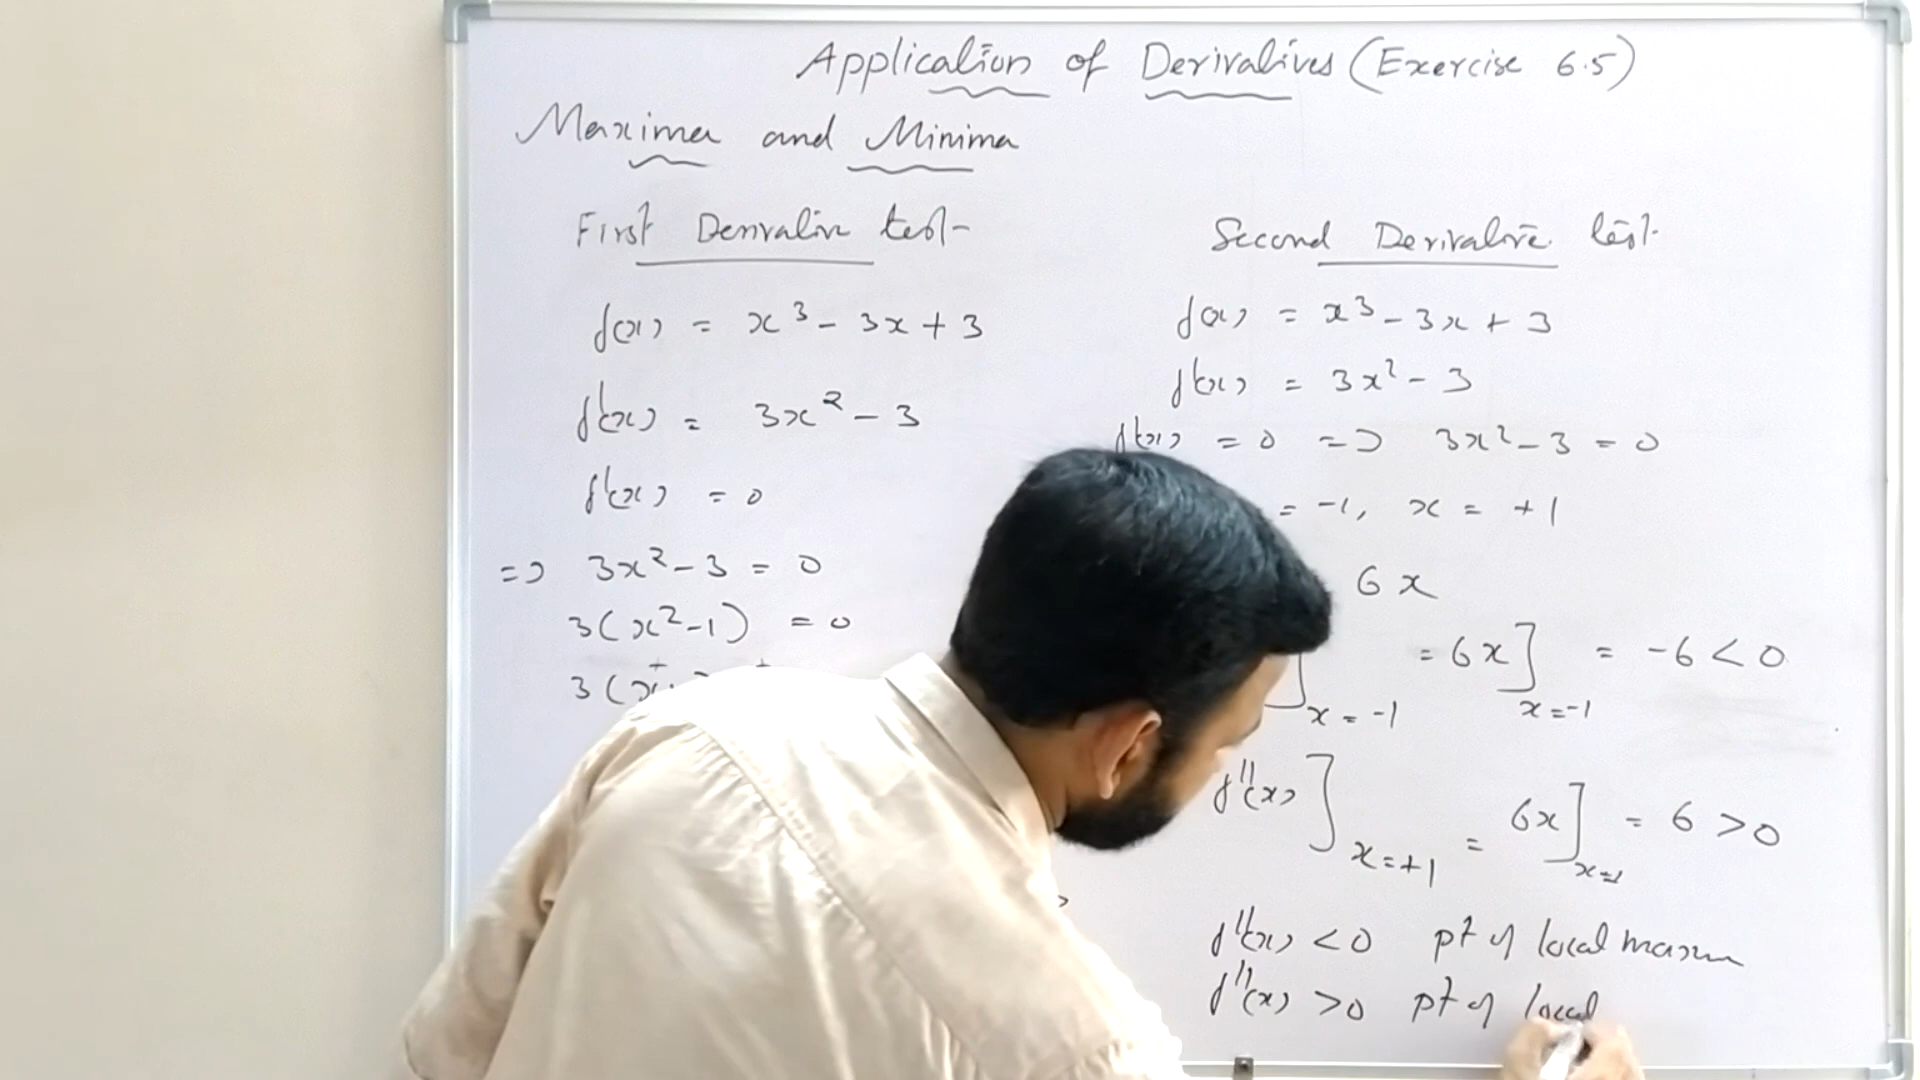 Application of Derivatives (Exercise 6.5)
Maxima and Minima
First Derivative test
f(x) = x³ - 3x + 3
f'(x) = 3x² - 3
f'(x) = 0
=> 3x² - 3 = 0
3(x² - 1) = 0
3(x
Second Derivative test.
f(x) = x³ - 3x + 3
f'(x) = 3x² - 3
f'(x) = 0 => 3x² - 3 = 0
= -1, x = +1
6x
]x = -1 = 6x]x = -1 = -6 < 0
f''(x)]x = +1 = 6x]x=1 = 6 > 0
f''(x) < 0 pt of local maxima
f''(x) > 0 pt of local